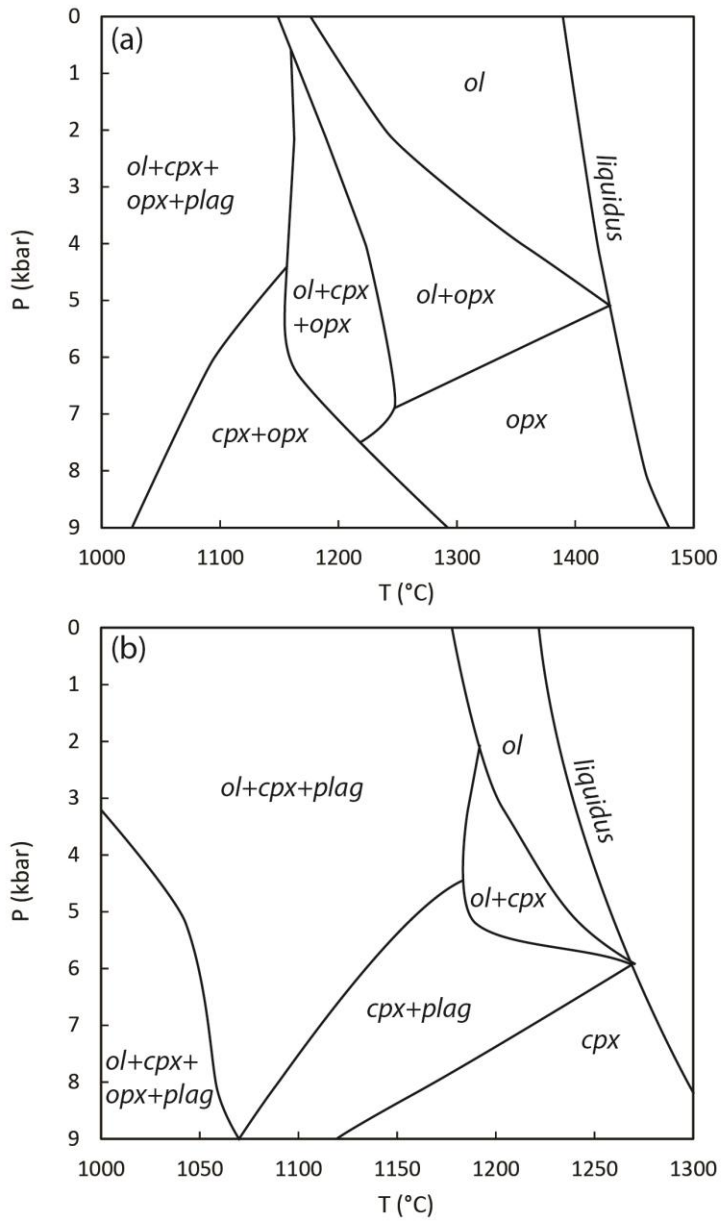 (a)
0
1
2
3
4
5
6
7
8
9
P (kbar)
ol
liquidus
ol+cpx+
opx+plag
ol+cpx
+opx
ol+opx
cpx+opx
opx
1000 1100 1200 1300 1400 1500
T (°C)
(b)
0
1
2
3
4
5
6
7
8
9
P (kbar)
ol
liquidus
ol+cpx+plag
ol+cpx
cpx+plag
cpx
ol+cpx+
opx+plag
1000 1050 1100 1150 1200 1250 1300
T (°C)